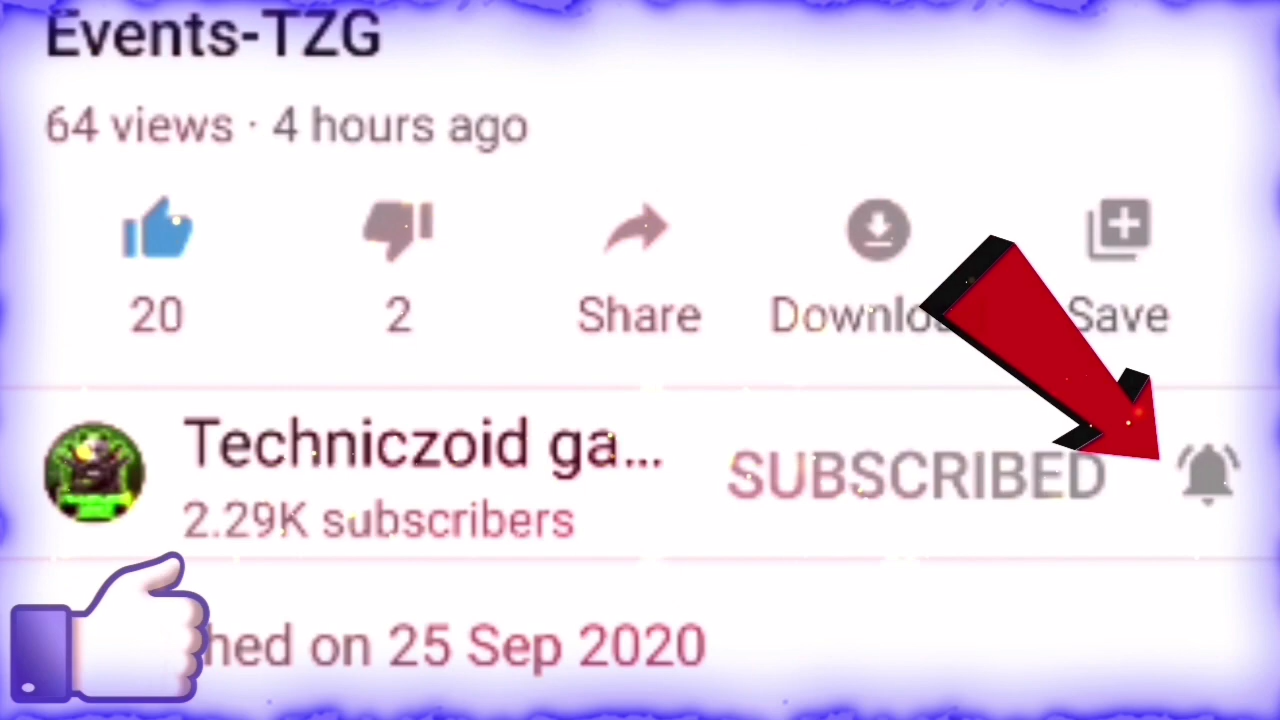 Events-TZG
64 views · 4 hours ago
20 2 Share Save
Techniczoid ga...
SUBSCRIBED
2.29K subscribers
hed on 25 Sep 2020